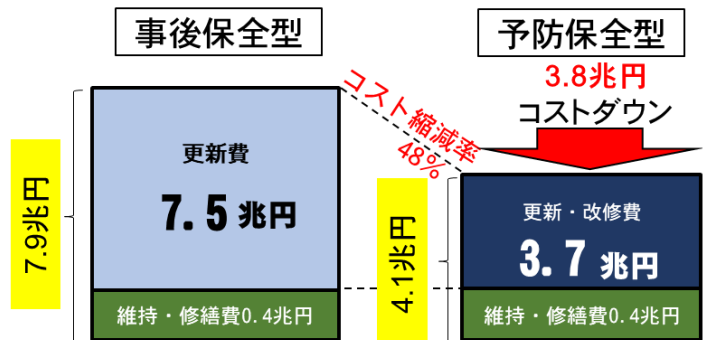 事後保全型
予防保全型
3.8兆円
コストダウン
コスト縮減率
48%
7.9兆円
更新費
7.5兆円
維持・修繕費0.4兆円
4.1兆円
更新・改修費
3.7兆円
維持・修繕費0.4兆円